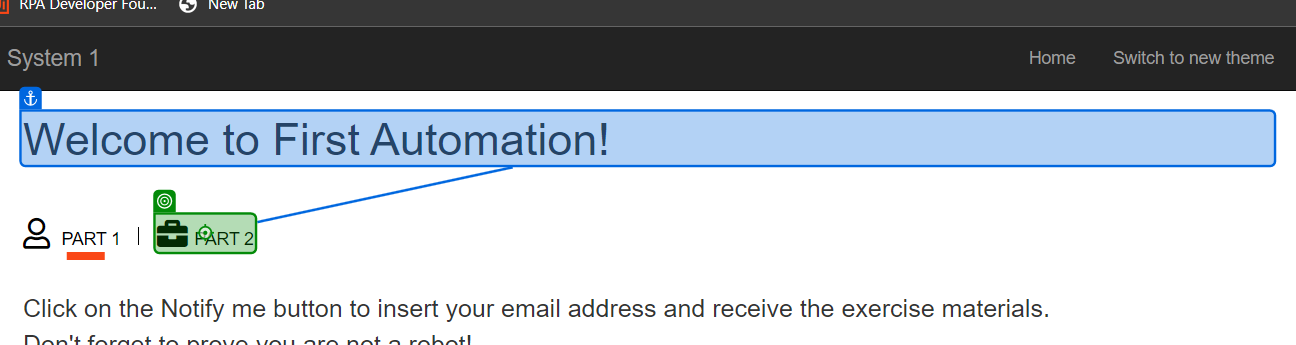 RPA Developer Fou... New Tab
System 1 Home Switch to new theme
Welcome to First Automation!
PART 1 | PART 2
Click on the Notify me button to insert your email address and receive the exercise materials.
Don't forget to prove you are not a robot!